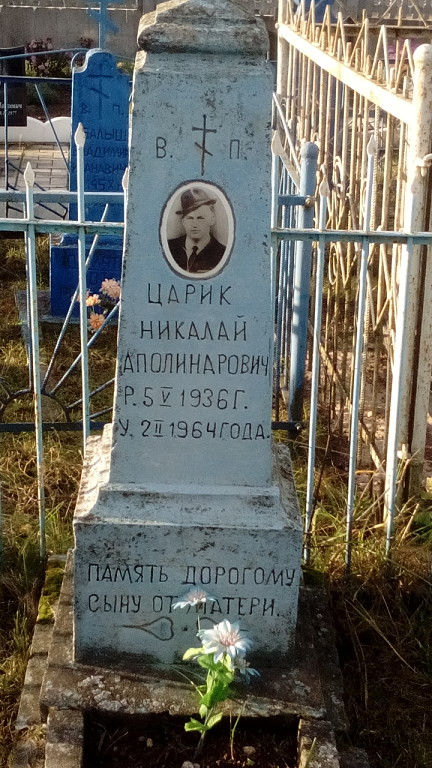 В. П.
ЦАРИК
НИКАЛАЙ
АПОЛИНАРОВИЧ
Р. 5 V 1936 Г.
У. 2 II 1964 ГОДА.
ПАМЯТЬ ДОРОГОМУ
СЫНУ ОТ МАТЕРИ.
В П